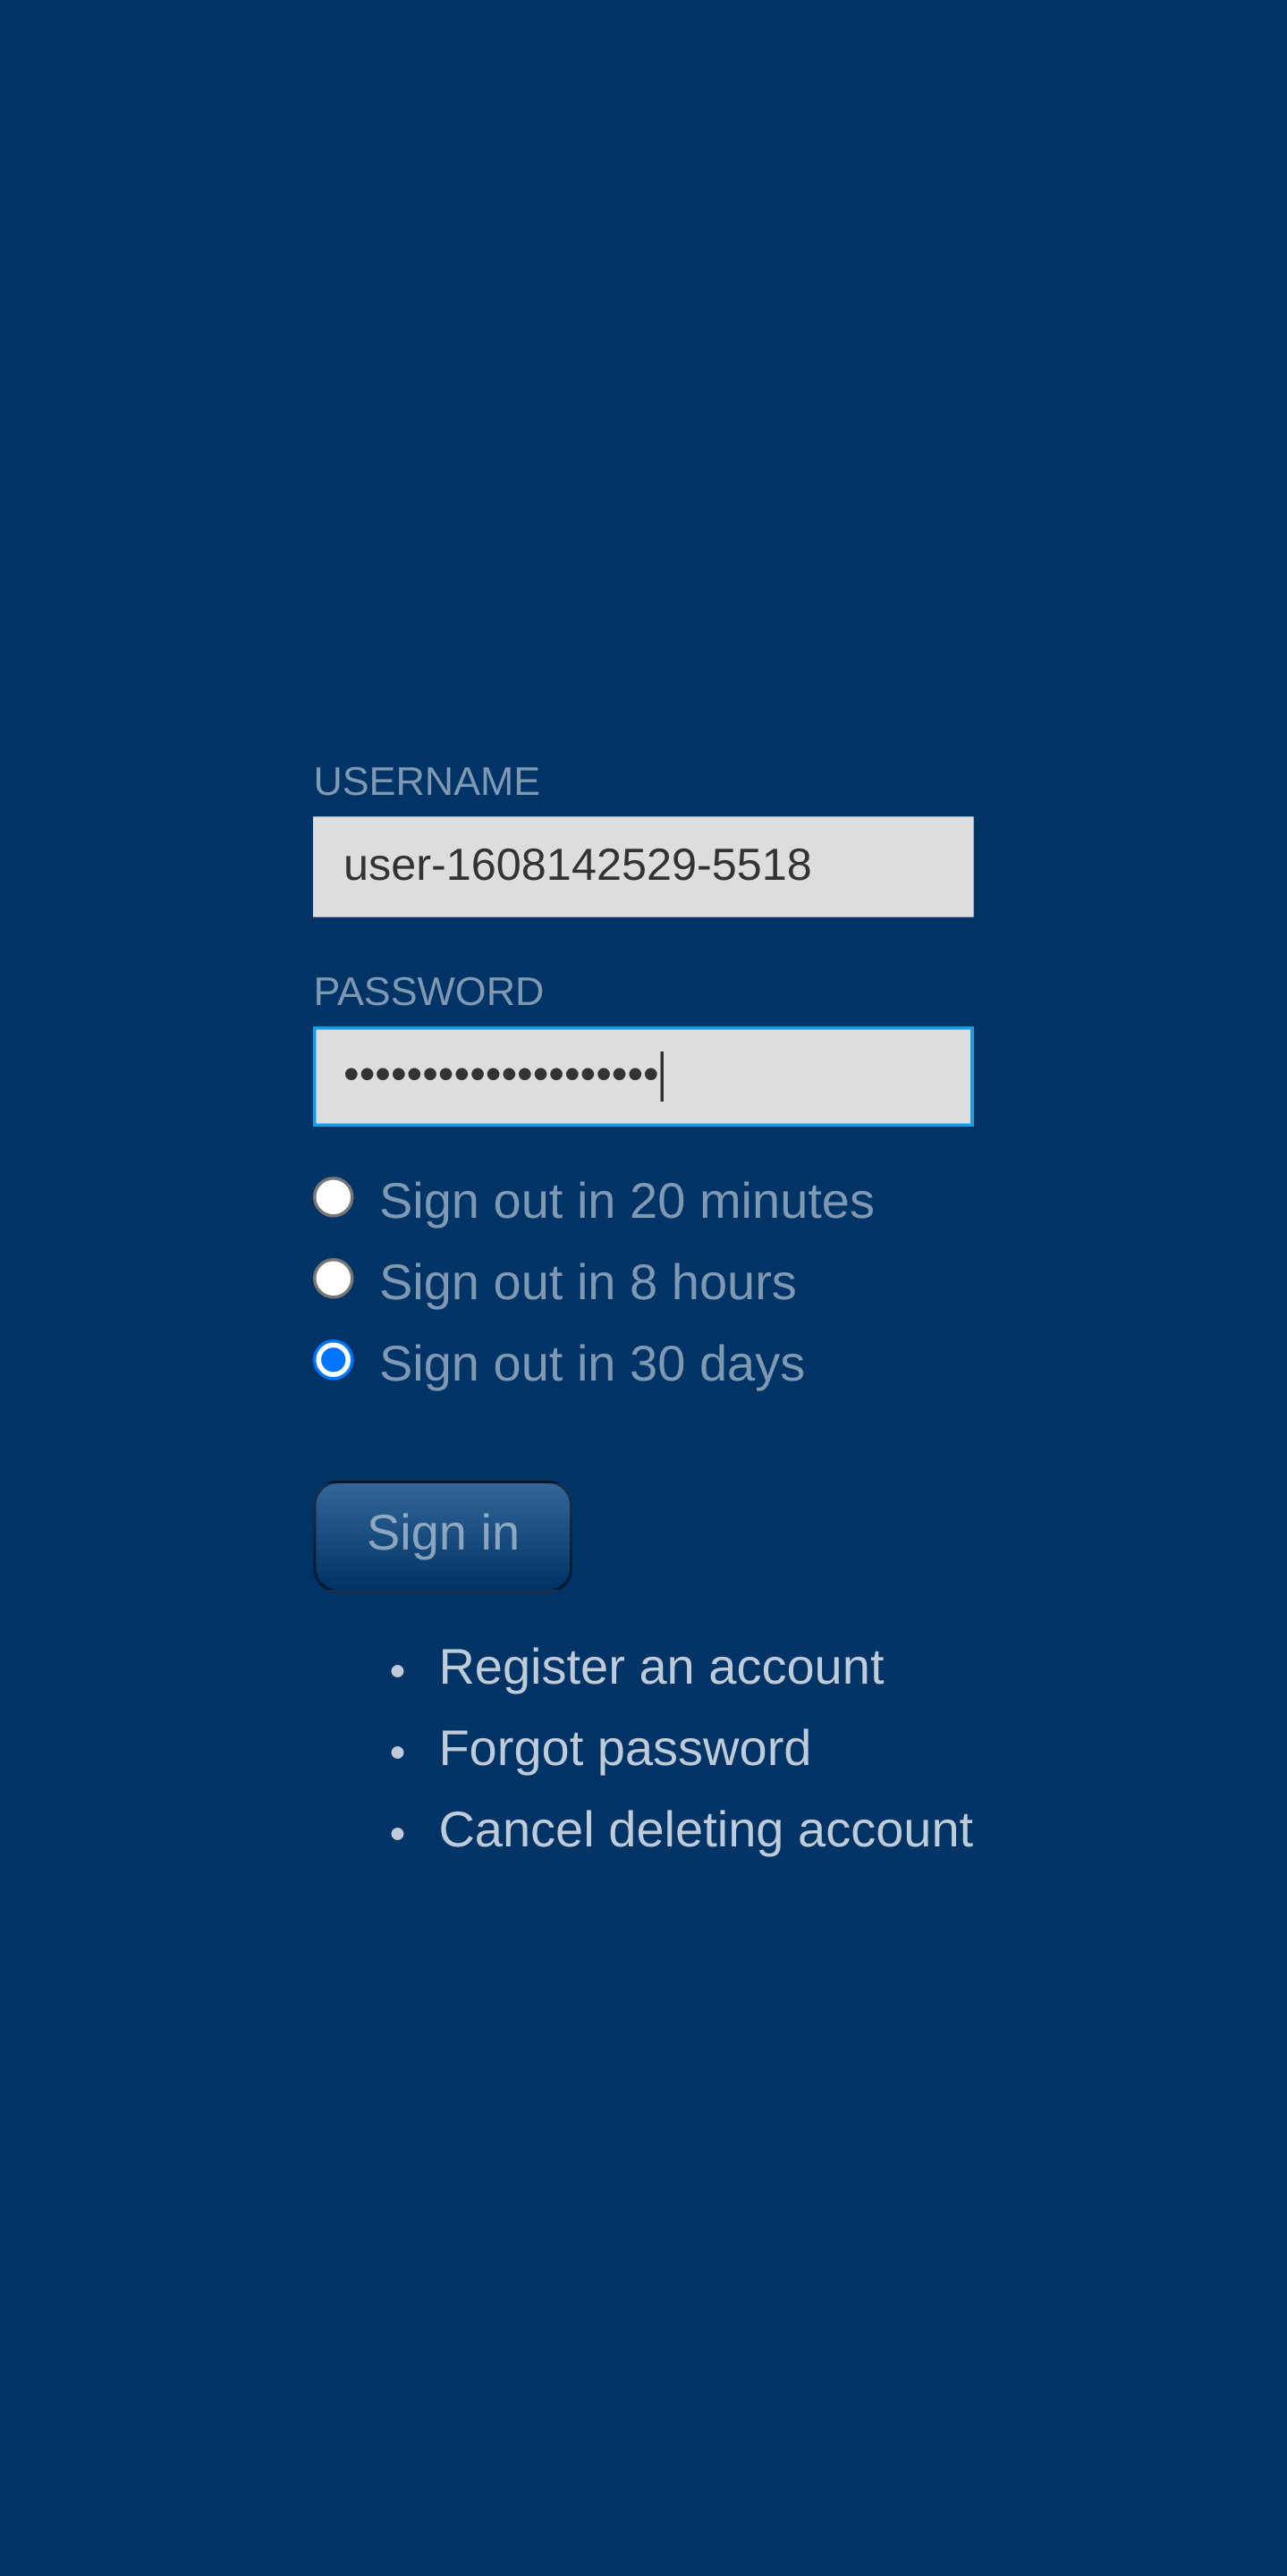 USERNAME
user-1608142529-5518
PASSWORD
••••••••••••••••••••
Sign out in 20 minutes
Sign out in 8 hours
Sign out in 30 days
Sign in
• Register an account
• Forgot password
• Cancel deleting account